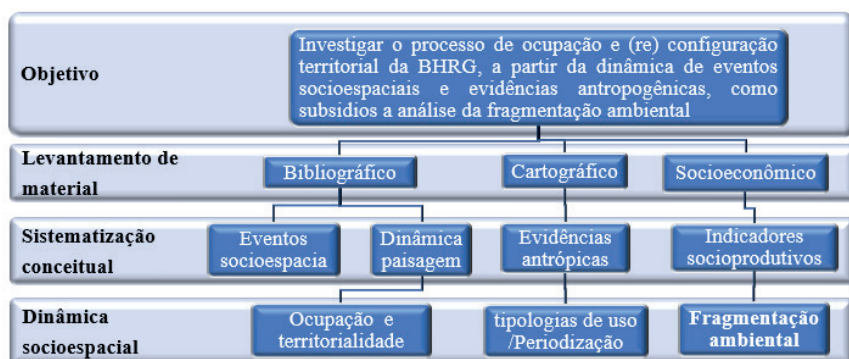 Objetivo
Investigar o processo de ocupação e (re) configuração
territorial da BHRG, a partir da dinâmica de eventos
socioespaciais e evidências antropogênicas, como
subsidios a análise da fragmentação ambiental
Levantamento de
material
Bibliográfico
Cartográfico
Socioeconômico
Sistematização
conceitual
Eventos
socioespacia
Dinâmica
paisagem
Evidências
antrópicas
Indicadores
socioprodutivos
Dinâmica
socioespacial
Ocupação e
territorialidade
tipologias de uso
/Periodização
Fragmentação
ambiental